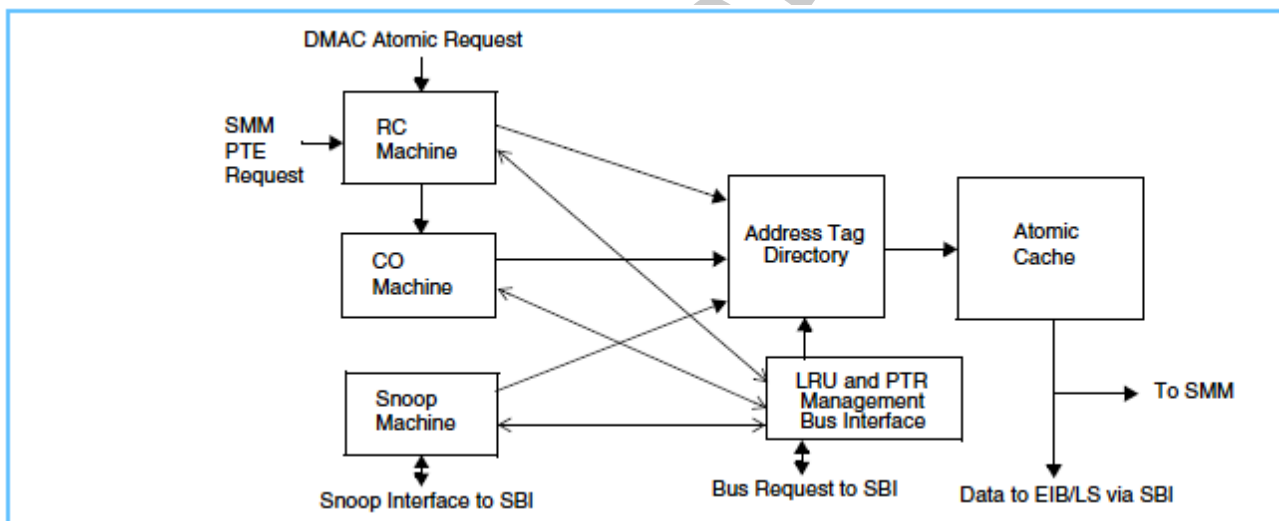 DMAC Atomic Request
SMM
PTE
Request
RC
Machine
CO
Machine
Snoop
Machine
Address Tag
Directory
Atomic
Cache
LRU and PTR
Management
Bus Interface
To SMM
Snoop Interface to SBI
Bus Request to SBI
Data to EIB/LS via SBI